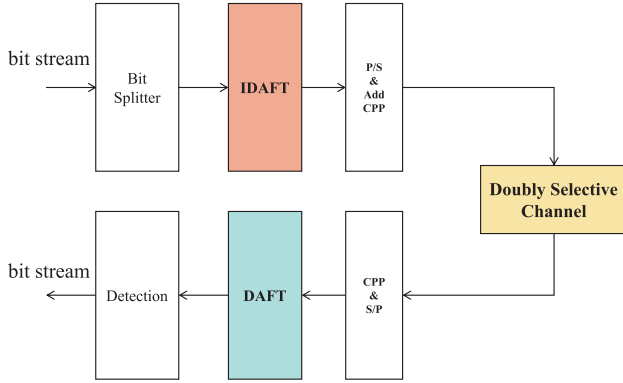 bit stream
Bit
Splitter
IDAFT
P/S
&
Add
CPP
Doubly Selective
Channel
bit stream
Detection
DAFT
CPP
&
S/P